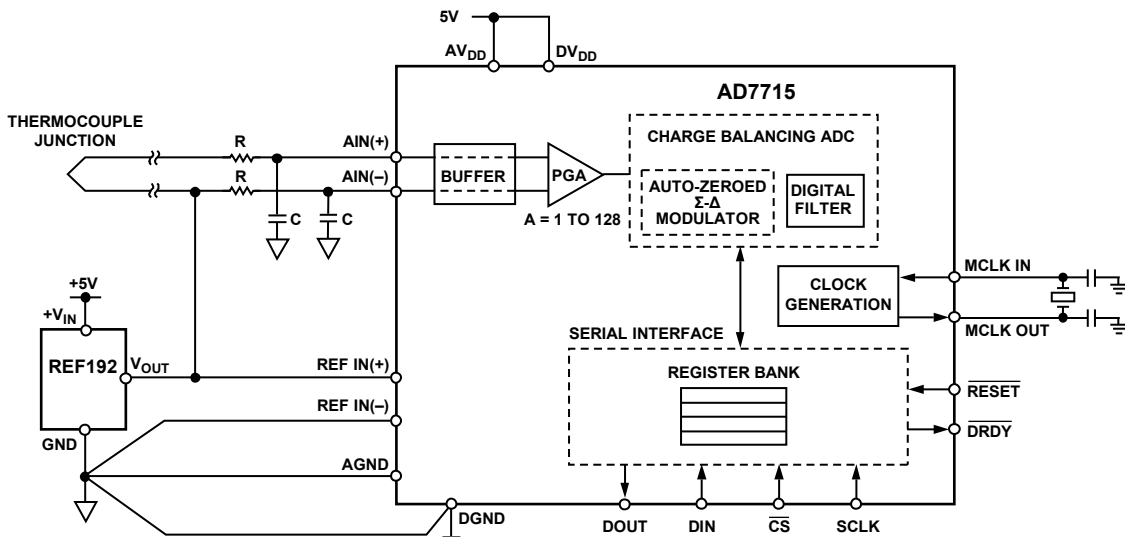 5V
AVDD
DVDD
AD7715
THERMOCOUPLE
JUNCTION
R
AIN(+)
CHARGE BALANCING ADC
R
AIN(–)
BUFFER
PGA
AUTO-ZEROED
Σ-Δ
MODULATOR
DIGITAL
FILTER
C
C
A = 1 TO 128
MCLK IN
+5V
CLOCK
GENERATION
+VIN
SERIAL INTERFACE
MCLK OUT
REF192
VOUT
REF IN(+)
REGISTER BANK
RESET
REF IN(–)
GND
DRDY
AGND
DGND
DOUT
DIN
CS
SCLK